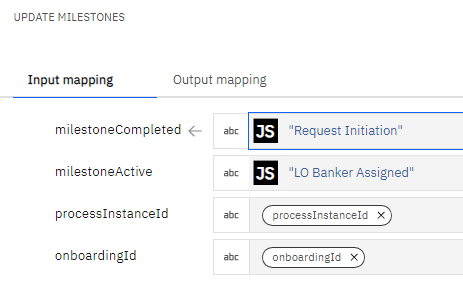 UPDATE MILESTONES
Input mapping Output mapping
milestoneCompleted abc JS "Request Initiation"
milestoneActive abc JS "LO Banker Assigned"
processInstanceId abc processInstanceId
onboardingId abc onboardingId